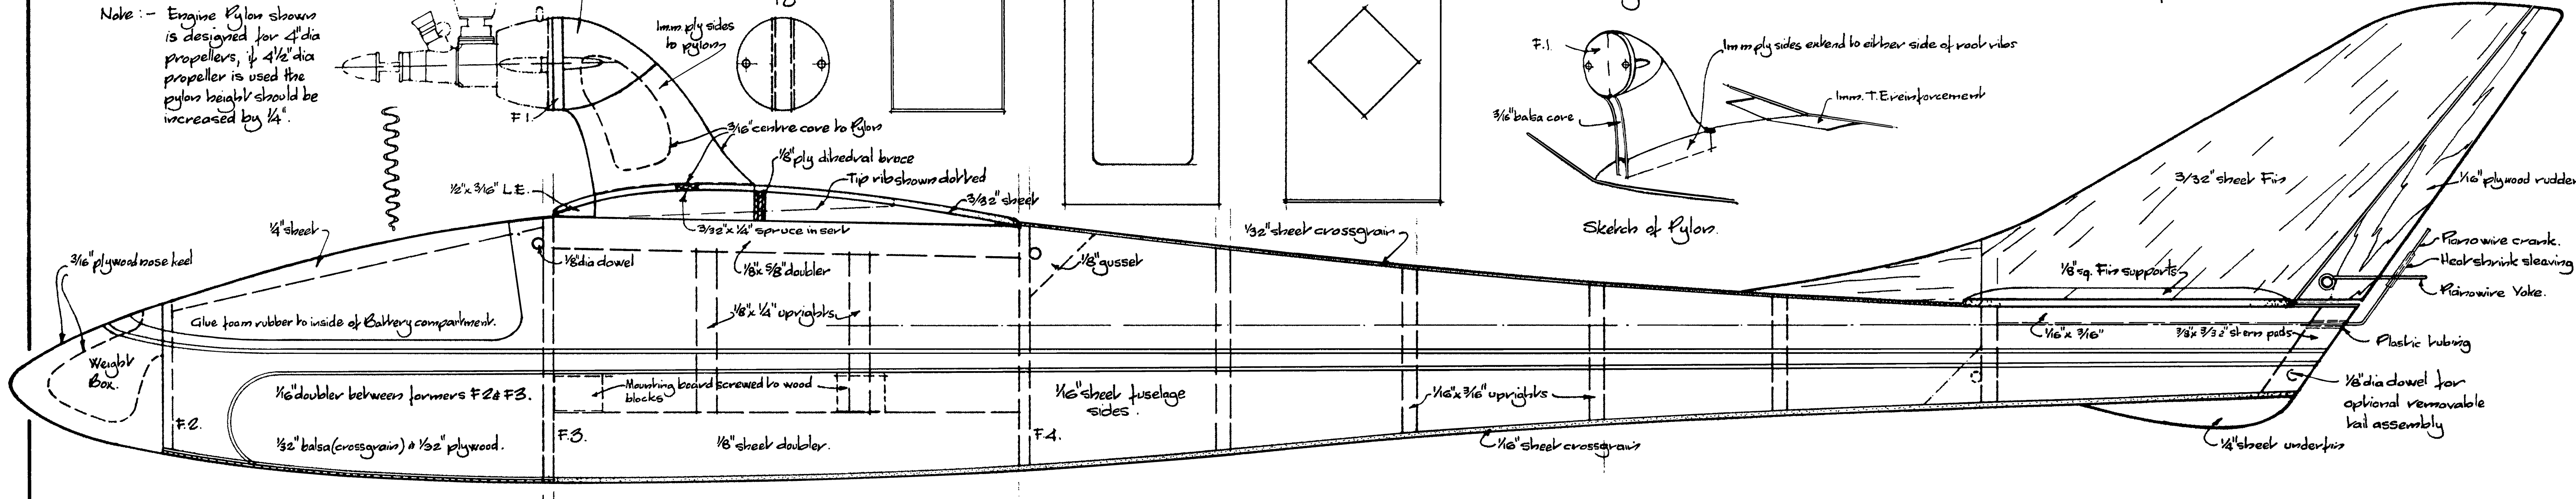 Note :- Engine Pylon shown
is designed for 4"dia
propellers, if 4½"dia
propeller is used the
pylon height should be
increased by ¼".
1mm ply sides
to pylon
F 1.
3/16" centre core to Pylon
⅛"ply dihedral brace
Tip rib shown dotted
½"x 3/16" L.E.
3/32" sheet
3/32"x ¼" spruce insert
F.1.
1mm ply sides extend to either side of root ribs
1mm. T.E reinforcement
3/16" balsa core
Sketch of Pylon.
3/32" sheet Fin
1/16" plywood rudder
¼"sheet
3/16" plywood nose keel
⅛"dia dowel
⅛"x 5/8"doubler
⅛"gusset
1/32"sheet crossgrain
Pianowire crank.
Heat shrink sleaving
Pianowire Yoke.
⅛"sq. Fin supports
Glue foam rubber to inside of Battery compartment.
⅛"x ¼" uprights
1/16"x 3/16"
3/8"x 3/32" stern pads
Plastic tubing
Weight
Box.
1/16"doubler between formers F2 & F3.
Mounting board screwed to wood
blocks
1/16"sheet fuselage
sides.
1/16"x 3/16"uprights
⅛"dia dowel for
optional removable
tail assembly
F.2.
F.3.
F.4.
1/32" balsa (crossgrain) & 1/32" plywood.
⅛"sheet doubler.
1/16"sheet crossgrain
¼"sheet underfin